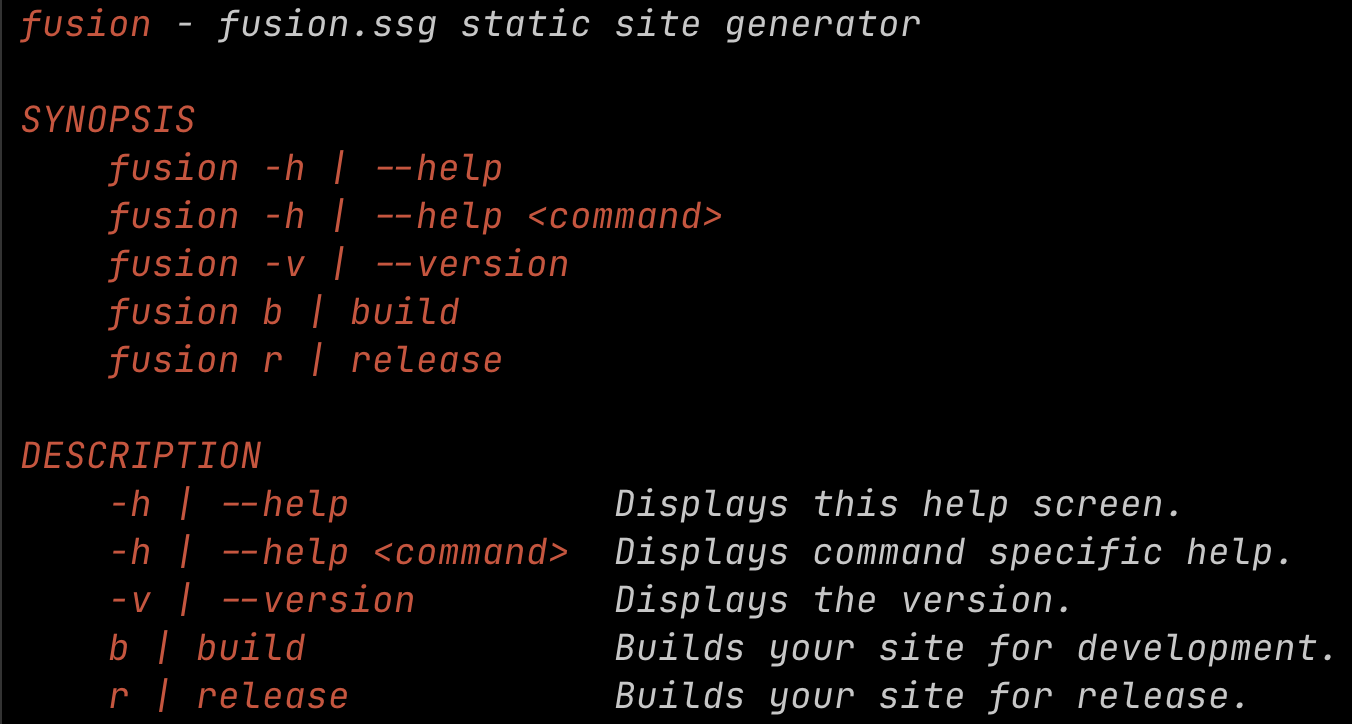 fusion - fusion.ssg static site generator

SYNOPSIS
    fusion -h | --help
    fusion -h | --help <command>
    fusion -v | --version
    fusion b | build
    fusion r | release

DESCRIPTION
    -h | --help            Displays this help screen.
    -h | --help <command>  Displays command specific help.
    -v | --version         Displays the version.
    b | build              Builds your site for development.
    r | release            Builds your site for release.